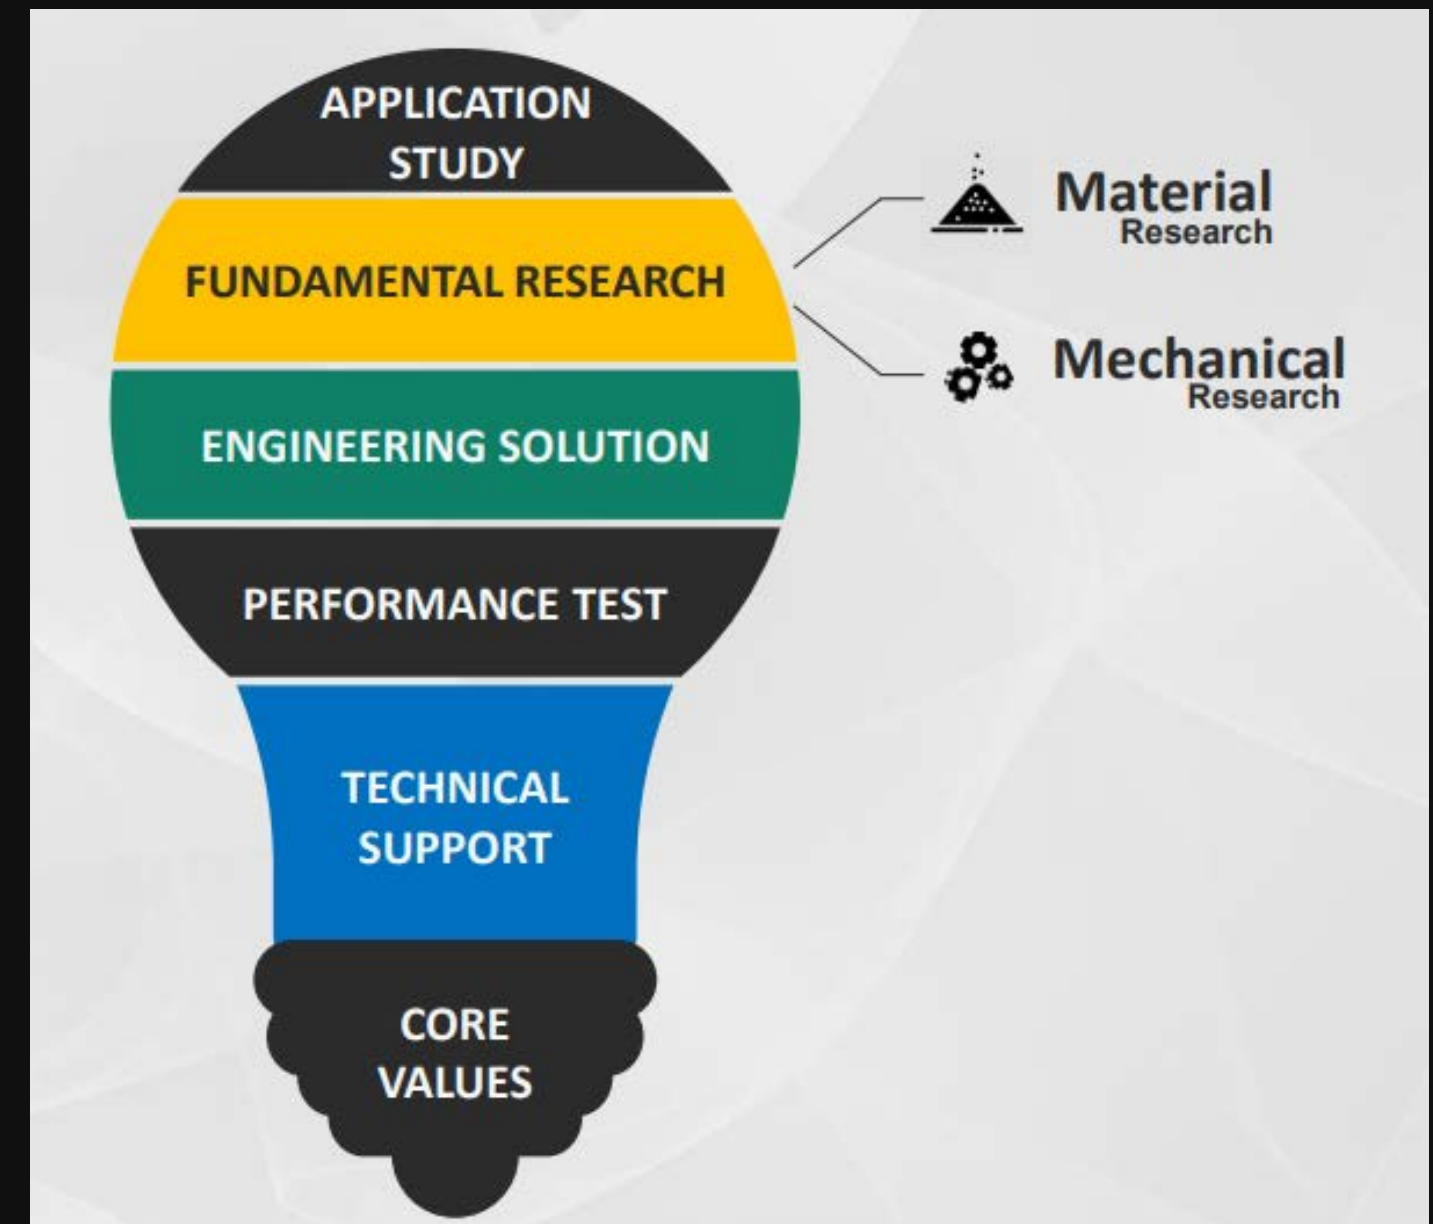 APPLICATION
STUDY
FUNDAMENTAL RESEARCH
Material
Research
Mechanical
Research
ENGINEERING SOLUTION
PERFORMANCE TEST
TECHNICAL
SUPPORT
CORE
VALUES